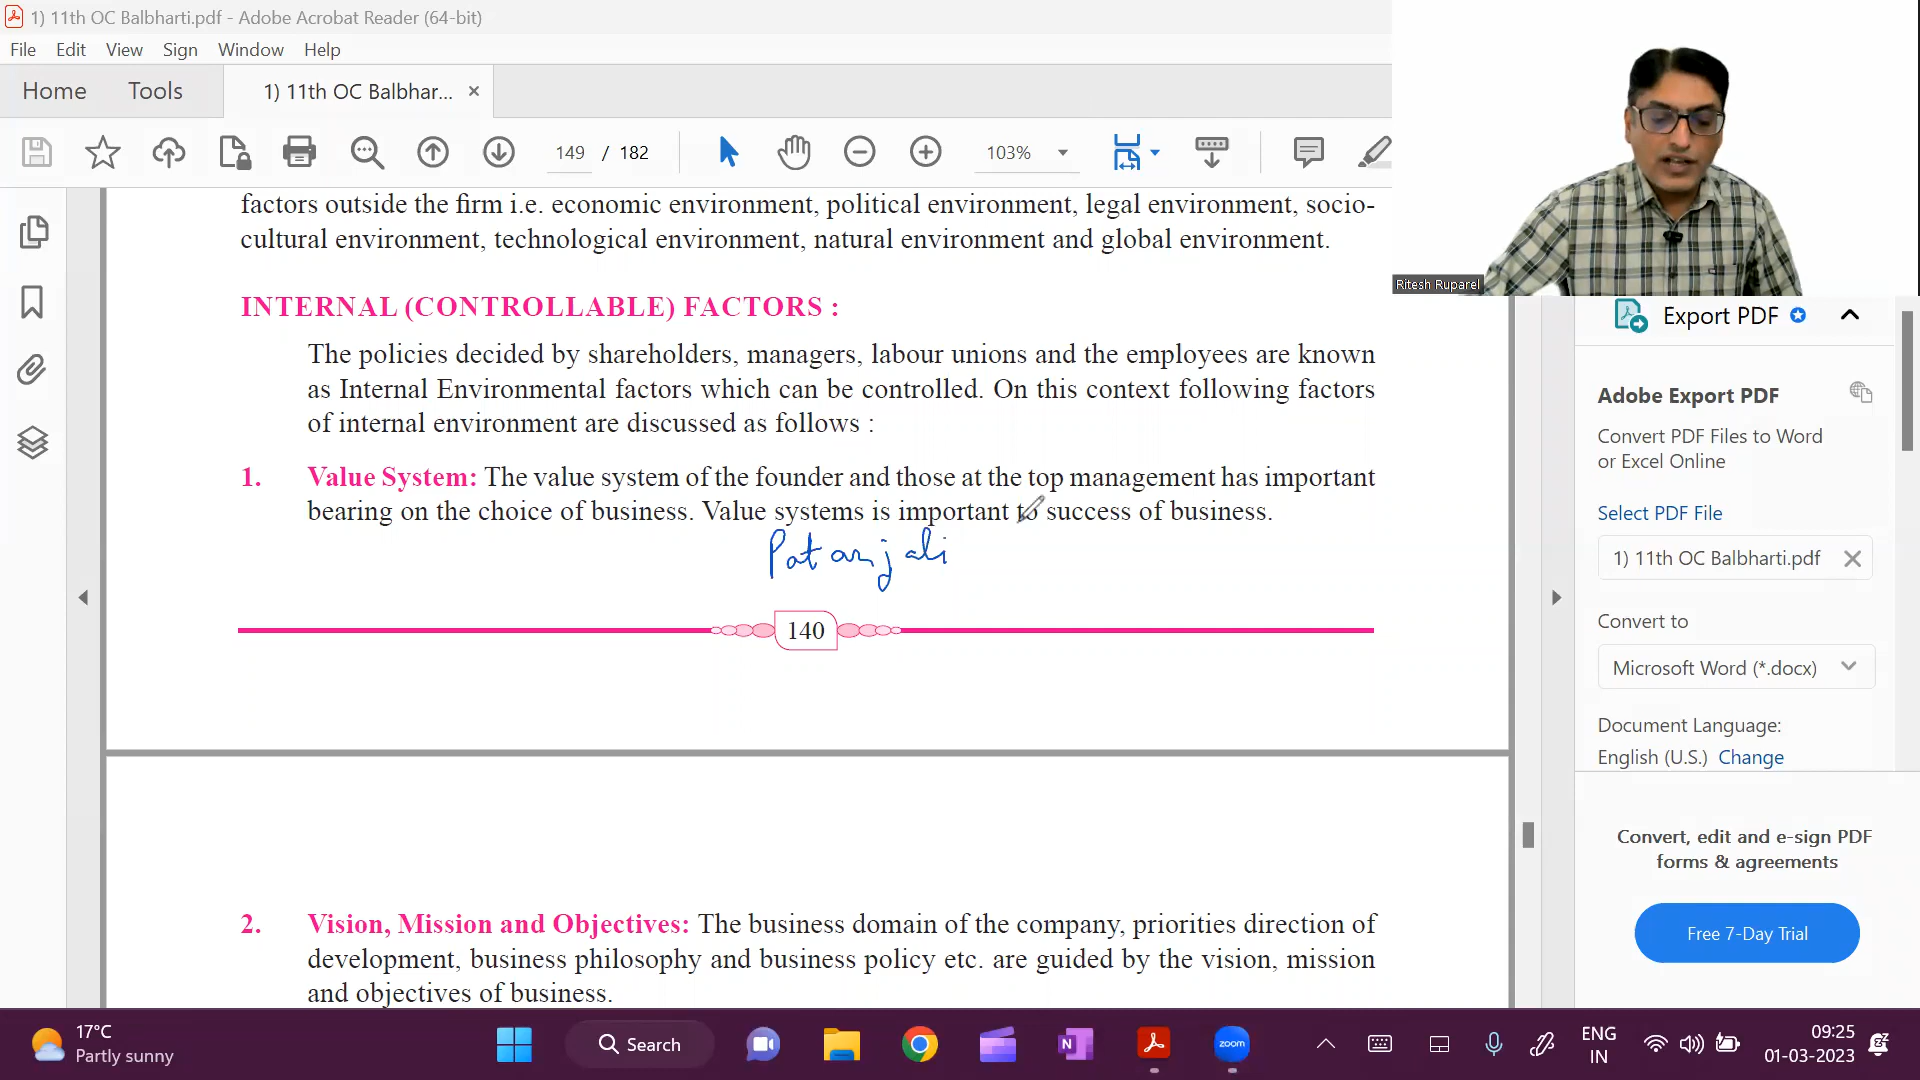 1) 11th OC Balbharti.pdf - Adobe Acrobat Reader (64-bit)
File Edit View Sign Window Help
Home Tools 1) 11th OC Balbhar... ×
149 / 182 103%
factors outside the firm i.e. economic environment, political environment, legal environment, socio-
cultural environment, technological environment, natural environment and global environment.
INTERNAL (CONTROLLABLE) FACTORS :
The policies decided by shareholders, managers, labour unions and the employees are known
as Internal Environmental factors which can be controlled. On this context following factors
of internal environment are discussed as follows :
1. Value System: The value system of the founder and those at the top management has important
bearing on the choice of business. Value systems is important to success of business.
Patanjali
140
2. Vision, Mission and Objectives: The business domain of the company, priorities direction of
development, business philosophy and business policy etc. are guided by the vision, mission
and objectives of business.
Ritesh Ruparel
Export PDF
Adobe Export PDF
Convert PDF Files to Word
or Excel Online
Select PDF File
1) 11th OC Balbharti.pdf
Convert to
Microsoft Word (*.docx)
Document Language:
English (U.S.) Change
Convert, edit and e-sign PDF
forms & agreements
Free 7-Day Trial
17°C
Partly sunny
Search
N
zoom
ENG
IN
09:25
01-03-2023